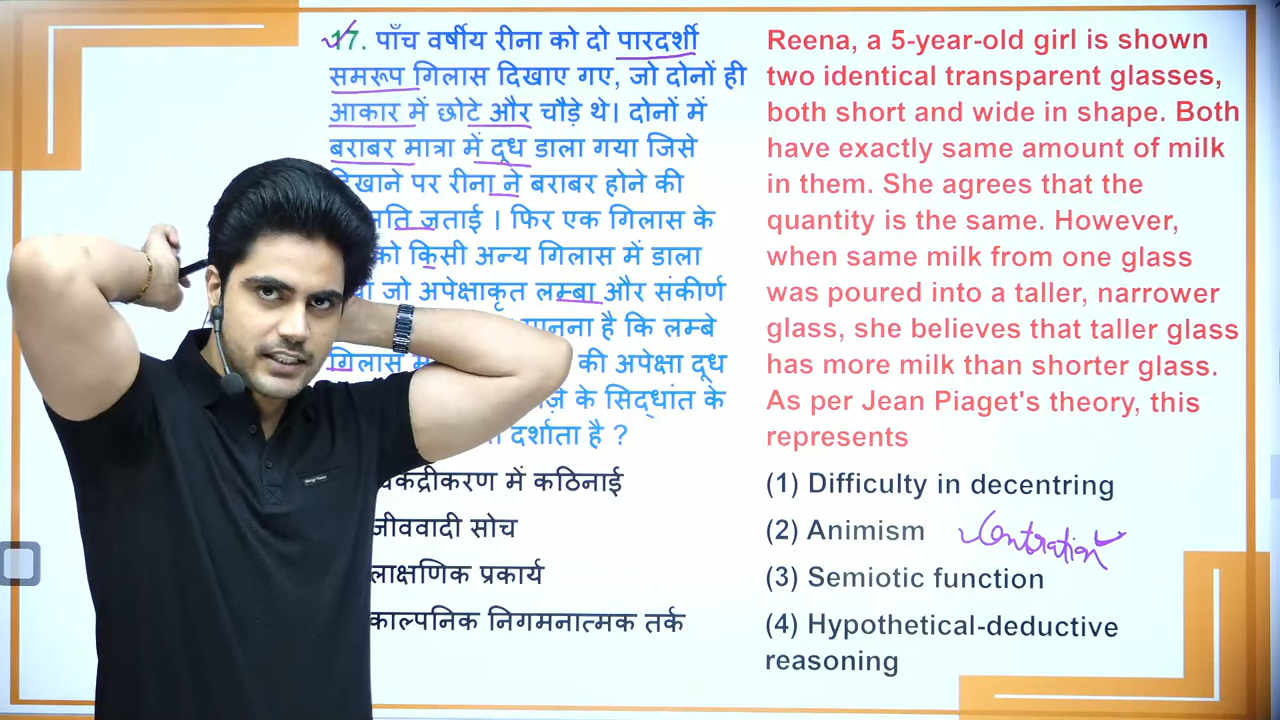 17. पाँच वर्षीय रीना को दो पारदर्शी
समरूप गिलास दिखाए गए, जो दोनों ही
आकार में छोटे और चौड़े थे। दोनों में
बराबर मात्रा में दूध डाला गया जिसे
दिखाने पर रीना ने बराबर होने की
जताई । फिर एक गिलास के
को किसी अन्य गिलास में डाला
जो अपेक्षाकृत लम्बा और संकीर्ण
मानना है कि लम्बे
गिलास की अपेक्षा दूध
के सिद्धांत के
दर्शाता है ?
में कठिनाई
जीववादी सोच
लाक्षणिक प्रकार्य
काल्पनिक निगमनात्मक तर्क
Reena, a 5-year-old girl is shown
two identical transparent glasses,
both short and wide in shape. Both
have exactly same amount of milk
in them. She agrees that the
quantity is the same. However,
when same milk from one glass
was poured into a taller, narrower
glass, she believes that taller glass
has more milk than shorter glass.
As per Jean Piaget's theory, this
represents
(1) Difficulty in decentring
(2) Animism
Centration
(3) Semiotic function
(4) Hypothetical-deductive
reasoning